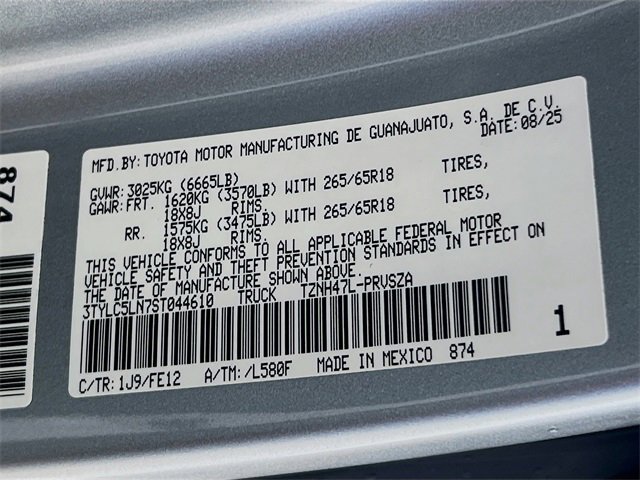 MFD.BY:TOYOTA MOTOR MANUFACTURING DE GUANAJUATO, S.A. DE C.V.
DATE:08/25
GVWR:3025KG (6665LB)
GAWR:FRT. 1620KG (3570LB) WITH 265/65R18 TIRES,
18X8J RIMS.
RR. 1575KG (3475LB) WITH 265/65R18 TIRES,
18X8J RIMS.
THIS VEHICLE CONFORMS TO ALL APPLICABLE FEDERAL MOTOR
VEHICLE SAFETY AND THEFT PREVENTION STANDARDS IN EFFECT ON
THE DATE OF MANUFACTURE SHOWN ABOVE.
3TYLC5LN7ST044610 TRUCK TZNH47L-PRVSZA
1
C/TR:1J9/FE12 A/TM:/L580F MADE IN MEXICO 874
874